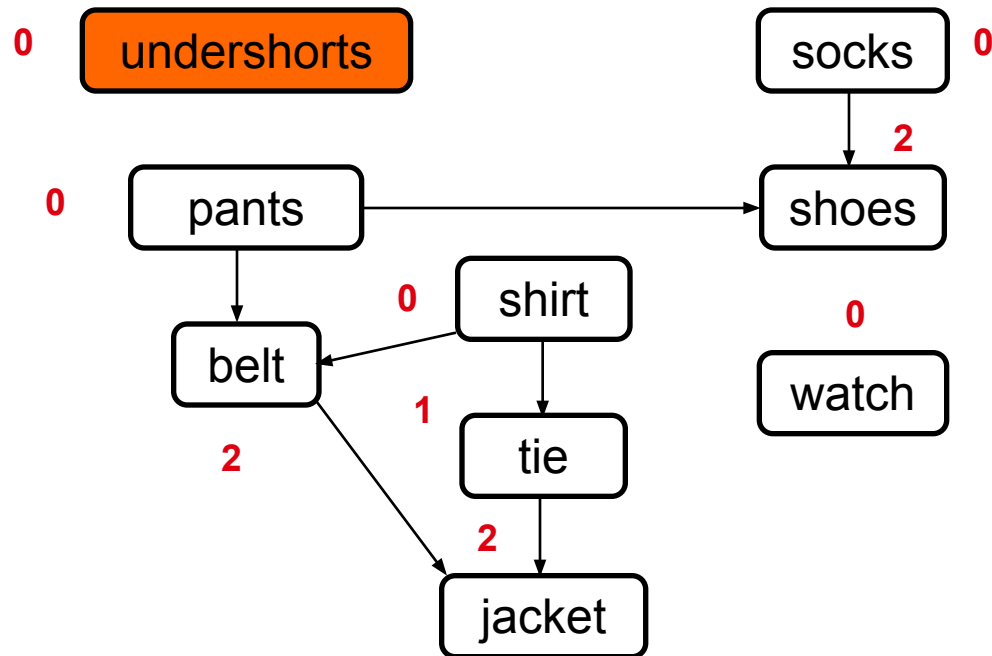 0 undershorts socks 0
2
0 pants shoes
0 shirt
0
belt
1 watch
tie
2
2
jacket